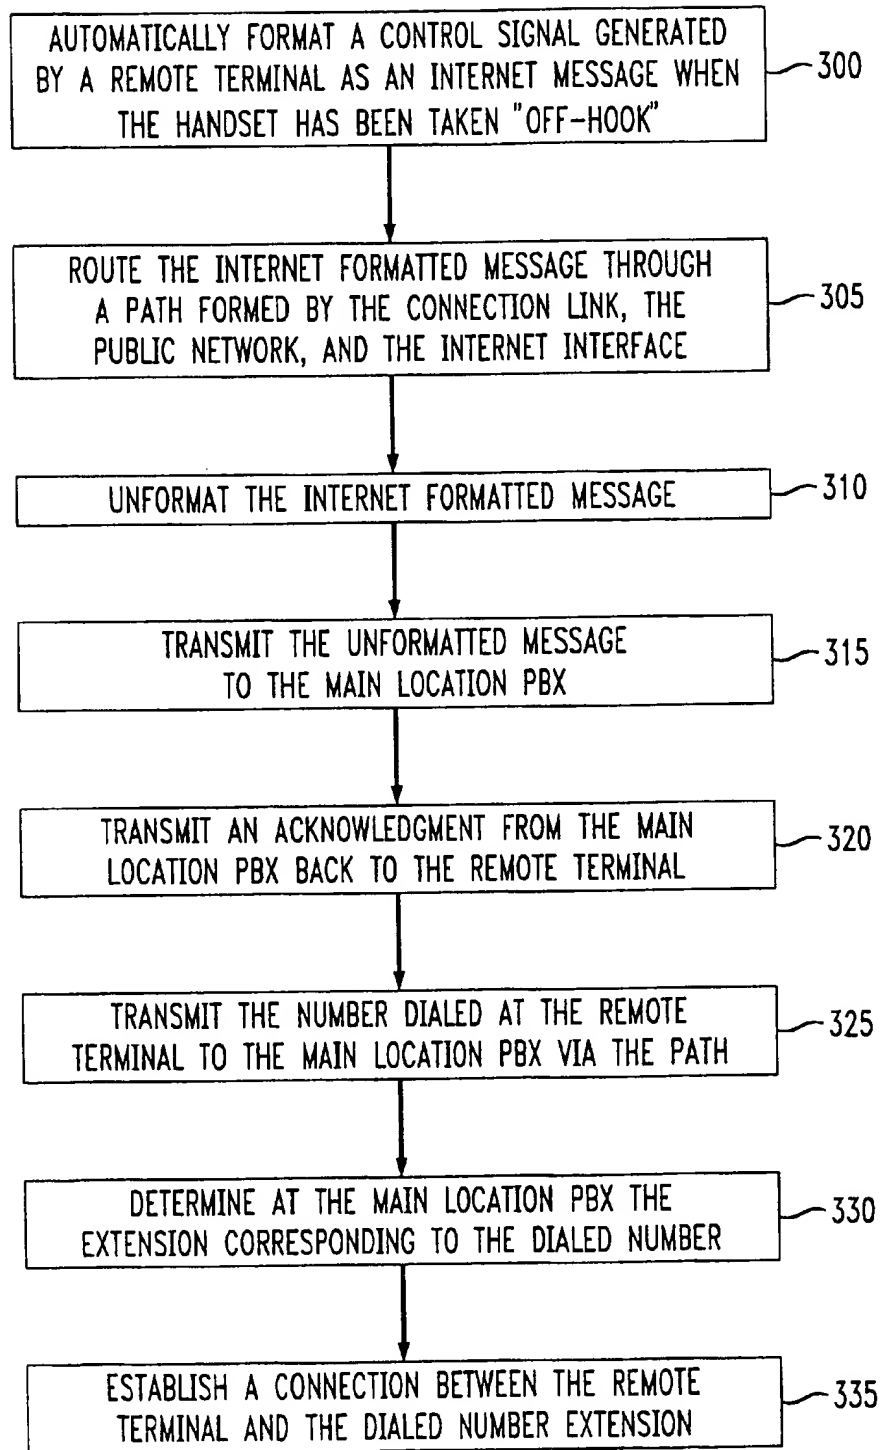 AUTOMATICALLY FORMAT A CONTROL SIGNAL GENERATED
BY A REMOTE TERMINAL AS AN INTERNET MESSAGE WHEN
THE HANDSET HAS BEEN TAKEN "OFF-HOOK"
300
ROUTE THE INTERNET FORMATTED MESSAGE THROUGH
A PATH FORMED BY THE CONNECTION LINK, THE
PUBLIC NETWORK, AND THE INTERNET INTERFACE
305
UNFORMAT THE INTERNET FORMATTED MESSAGE
310
TRANSMIT THE UNFORMATTED MESSAGE
TO THE MAIN LOCATION PBX
315
TRANSMIT AN ACKNOWLEDGMENT FROM THE MAIN
LOCATION PBX BACK TO THE REMOTE TERMINAL
320
TRANSMIT THE NUMBER DIALED AT THE REMOTE
TERMINAL TO THE MAIN LOCATION PBX VIA THE PATH
325
DETERMINE AT THE MAIN LOCATION PBX THE
EXTENSION CORRESPONDING TO THE DIALED NUMBER
330
ESTABLISH A CONNECTION BETWEEN THE REMOTE
TERMINAL AND THE DIALED NUMBER EXTENSION
335